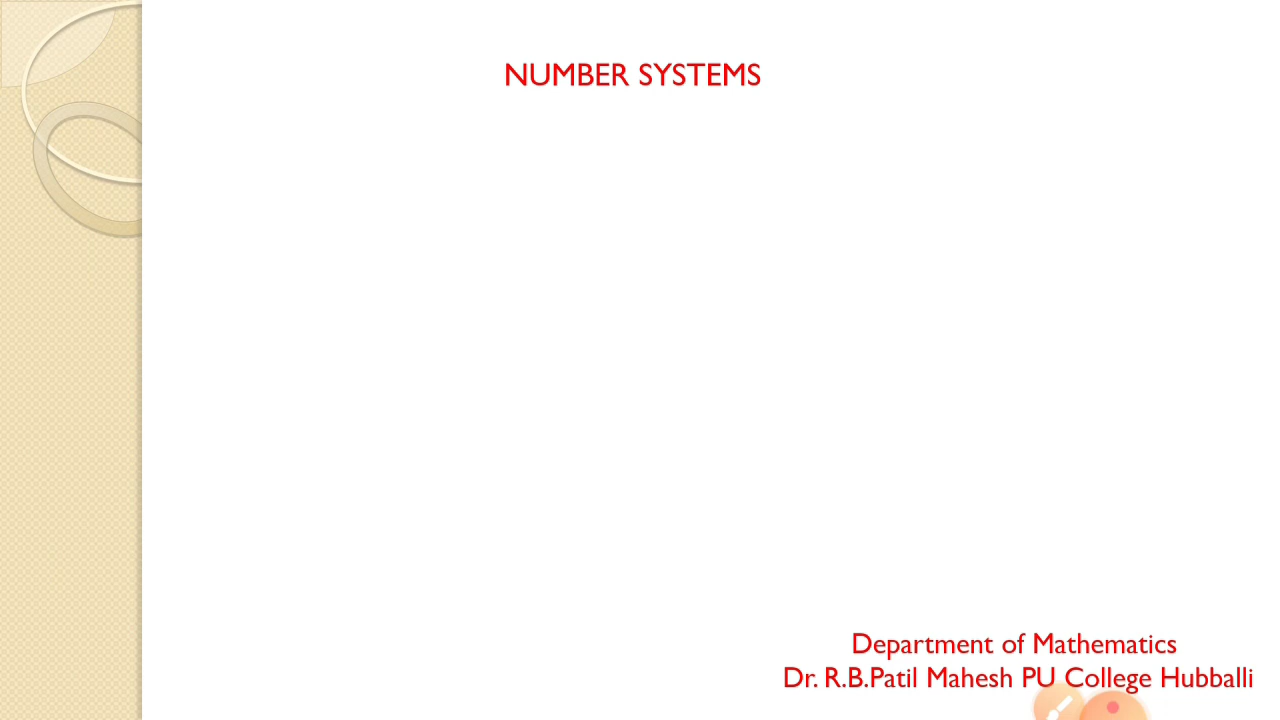 NUMBER SYSTEMS
Department of Mathematics
Dr. R.B.Patil Mahesh PU College Hubballi